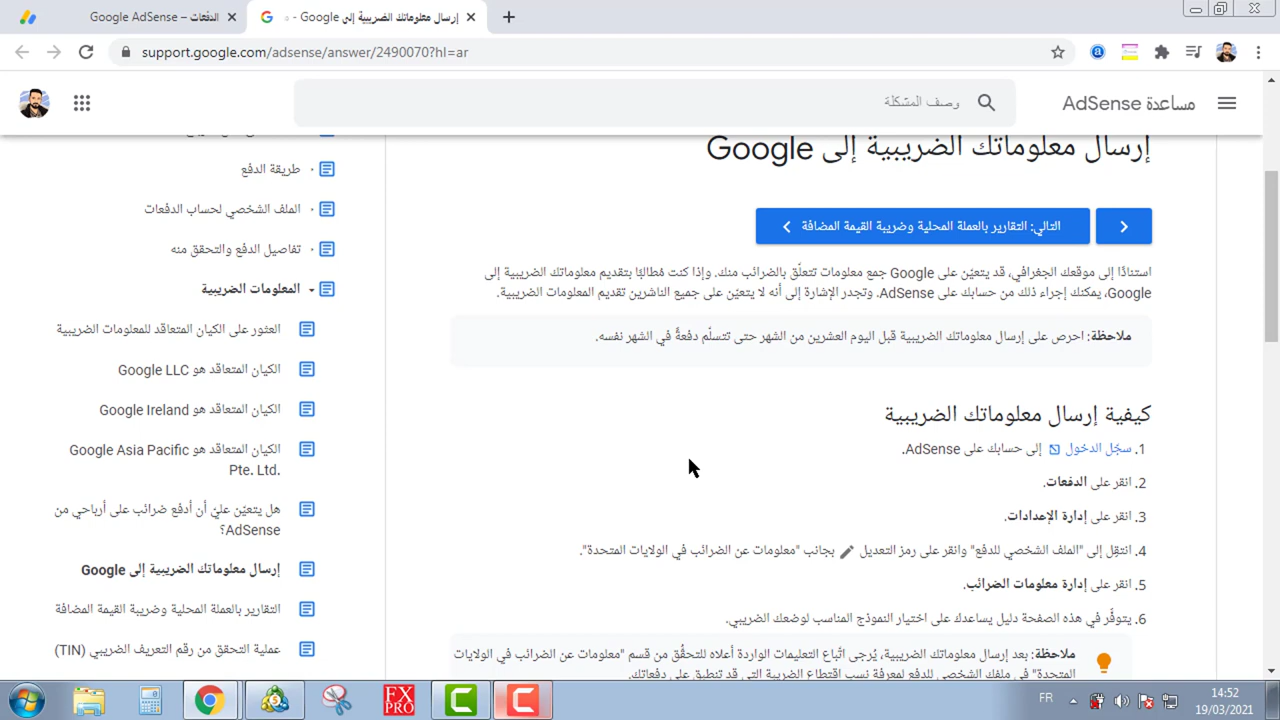 الدفعات – Google AdSense
إرسال معلوماتك الضريبية إلى Google -
support.google.com/adsense/answer/2490070?hl=ar
مساعدة AdSense
وصف المشكلة
إرسال معلوماتك الضريبية إلى Google
التالي: التقارير بالعملة المحلية وضريبة القيمة المضافة
استنادًا إلى موقعك الجغرافي، قد يتعيّن على Google جمع معلومات تتعلّق بالضرائب منك. وإذا كنت مُطالبًا بتقديم معلوماتك الضريبية إلى
Google، يمكنك إجراء ذلك من حسابك على AdSense. وتجدر الإشارة إلى أنه لا يتعيّن على جميع الناشرين تقديم المعلومات الضريبية.
ملاحظة: احرص على إرسال معلوماتك الضريبية قبل اليوم العشرين من الشهر حتى تتسلّم دفعةً في الشهر نفسه.
كيفية إرسال معلوماتك الضريبية
1. سجّل الدخول إلى حسابك على AdSense.
2. انقر على الدفعات.
3. انقر على إدارة الإعدادات.
4. انتقِل إلى "الملف الشخصي للدفع" وانقر على رمز التعديل بجانب "معلومات عن الضرائب في الولايات المتحدة".
5. انقر على إدارة معلومات الضرائب.
6. يتوفّر في هذه الصفحة دليل يساعدك على اختيار النموذج المناسب لوضعك الضريبي.
ملاحظة: بعد إرسال معلوماتك الضريبية، يُرجى اتّباع التعليمات الواردة أعلاه للتحقُّق من قسم "معلومات عن الضرائب في الولايات
المتحدة" في ملفك الشخصي للدفع لمعرفة نسب اقتطاع الضريبة التي قد تنطبق على دفعاتك.
طريقة الدفع
الملف الشخصي لحساب الدفعات
تفاصيل الدفع والتحقق منه
المعلومات الضريبية
العثور على الكيان المتعاقد للمعلومات الضريبية
الكيان المتعاقد هو Google LLC
الكيان المتعاقد هو Google Ireland
الكيان المتعاقد هو Google Asia Pacific
Pte. Ltd.
هل يتعيّن عليّ أن أدفع ضرائب على أرباحي من
AdSense؟
إرسال معلوماتك الضريبية إلى Google
التقارير بالعملة المحلية وضريبة القيمة المضافة
عملية التحقق من رقم التعريف الضريبي (TIN)
FX
PRO
FR
14:52
19/03/2021